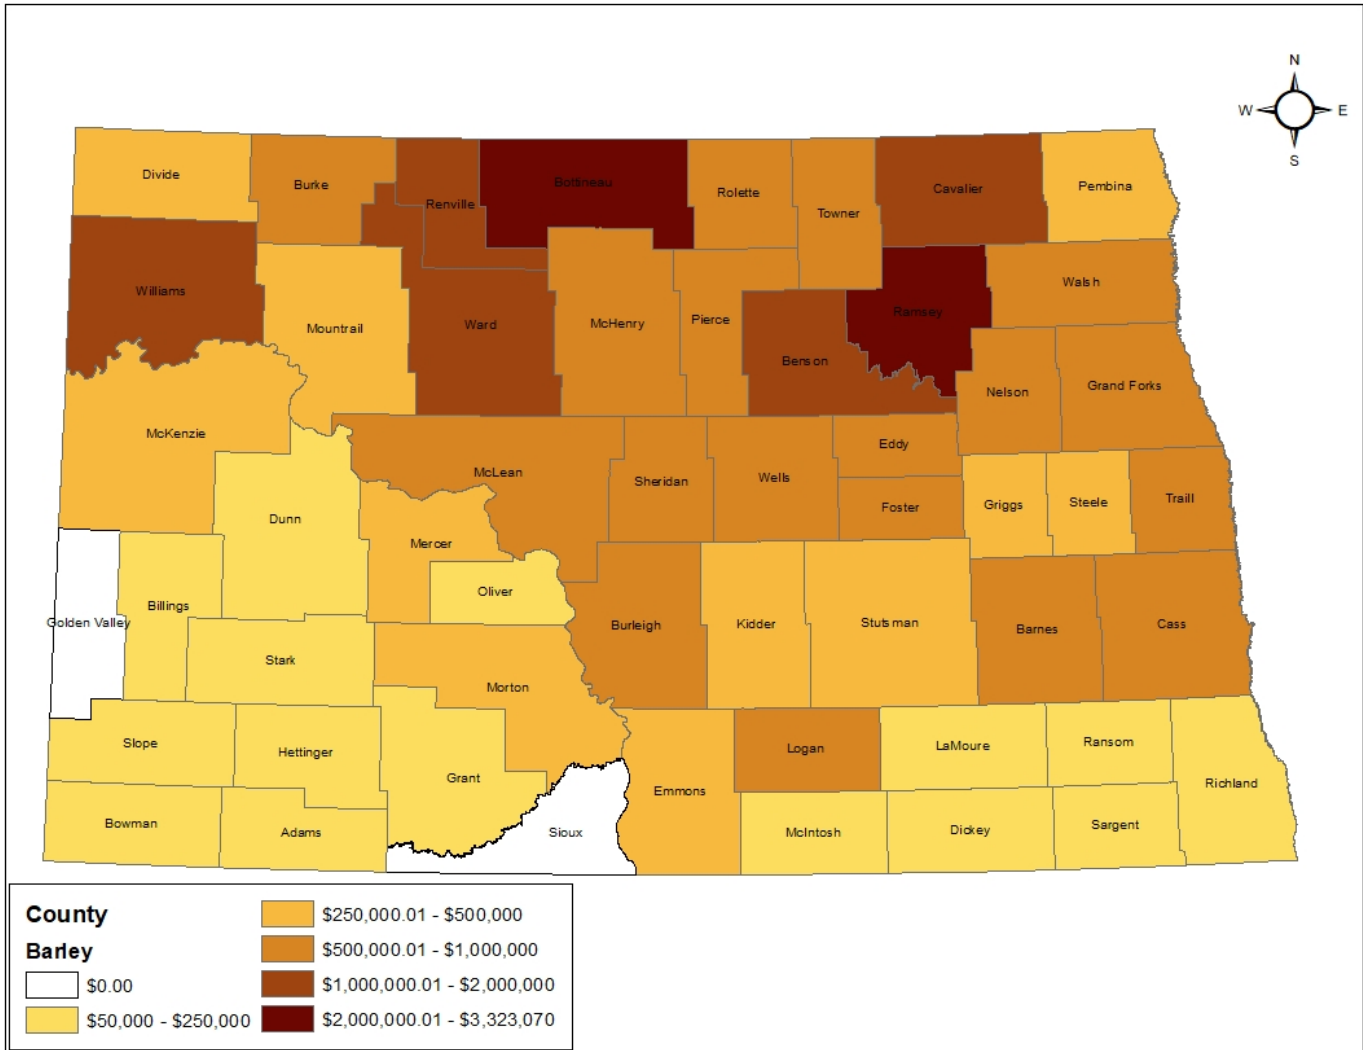 N
W E
S
Divide
Burke
Renville
Bottineau
Rolette
Towner
Cavalier
Pembina
Williams
Mountrail
Ward
McHenry
Pierce
Benson
Ramsey
Walsh
Nelson
Grand Forks
McKenzie
Dunn
McLean
Sheridan
Wells
Eddy
Foster
Griggs
Steele
Traill
Mercer
Oliver
Golden Valley
Billings
Stark
Burleigh
Kidder
Stutsman
Barnes
Cass
Morton
Slope
Hettinger
Grant
Emmons
Logan
LaMoure
Ransom
Richland
Bowman
Adams
Sioux
McIntosh
Dickey
Sargent
County
Barley
$0.00
$50,000 - $250,000
$250,000.01 - $500,000
$500,000.01 - $1,000,000
$1,000,000.01 - $2,000,000
$2,000,000.01 - $3,323,070